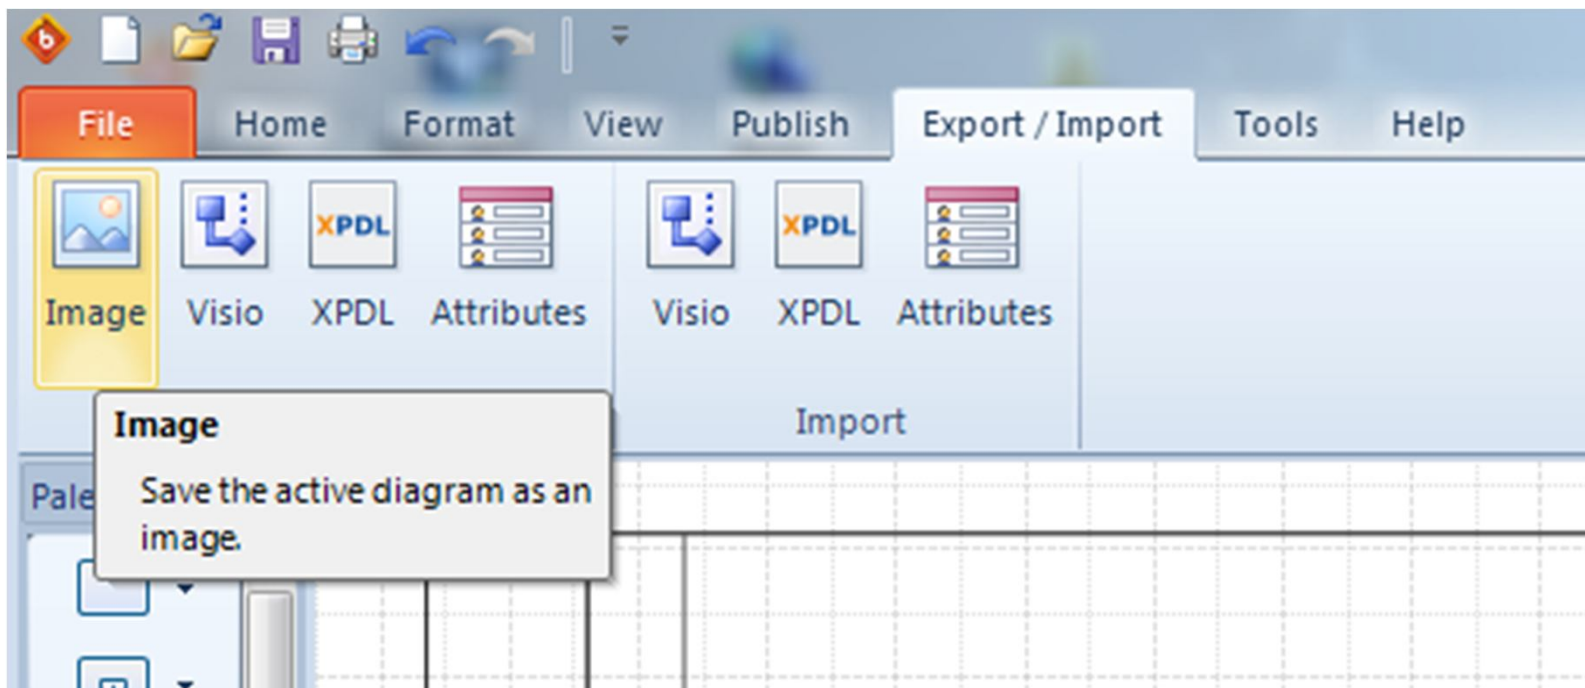 b
File Home Format View Publish Export / Import Tools Help
Image Visio XPDL Attributes Visio XPDL Attributes
XPDL XPDL
Import
Image
Save the active diagram as an
image.